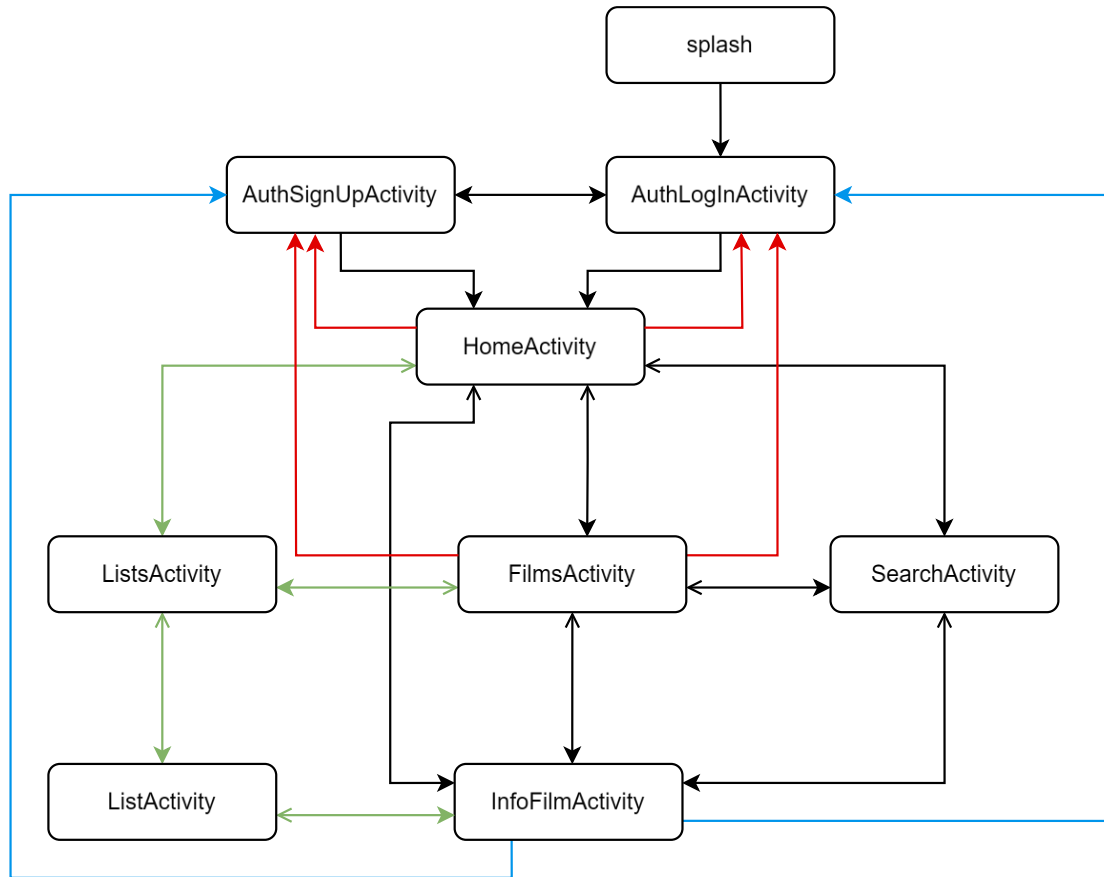 splash
AuthSignUpActivity
AuthLogInActivity
HomeActivity
ListsActivity
FilmsActivity
SearchActivity
ListActivity
InfoFilmActivity